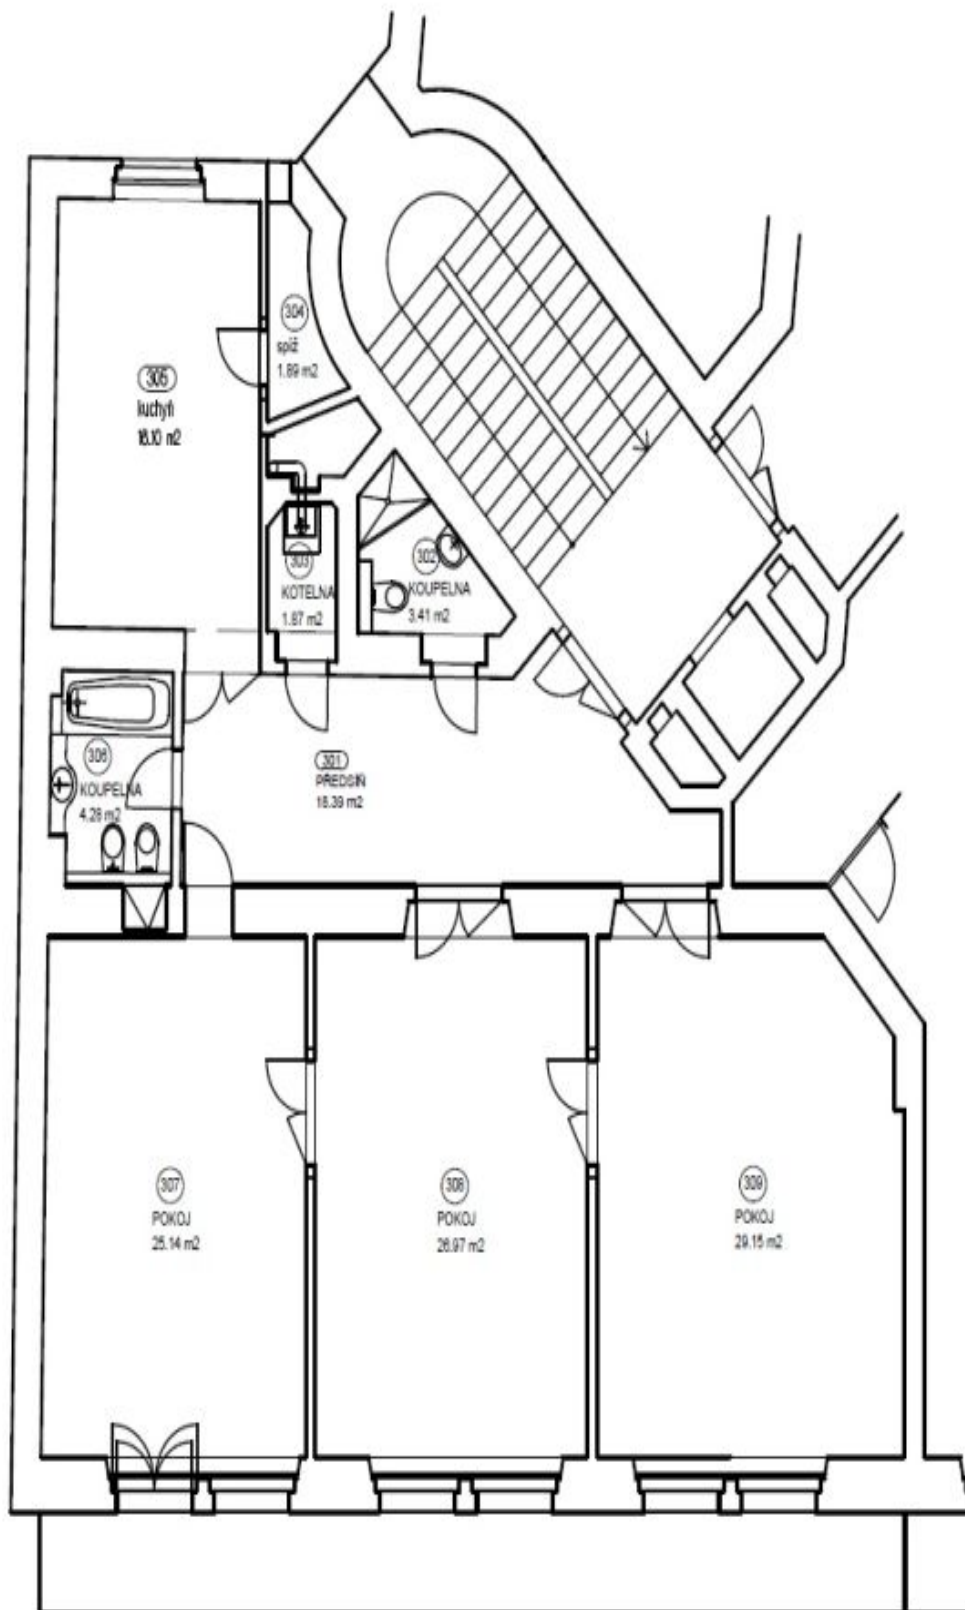 304
spíž
1.89 m2
305
kuchyň
16.10 m2
302
KOUPELNA
3.41 m2
303
KOTELNA
1.87 m2
306
KOUPELNA
4.28 m2
301
PŘEDSÍŇ
18.39 m2
307
POKOJ
25.14 m2
308
POKOJ
26.97 m2
309
POKOJ
29.15 m2